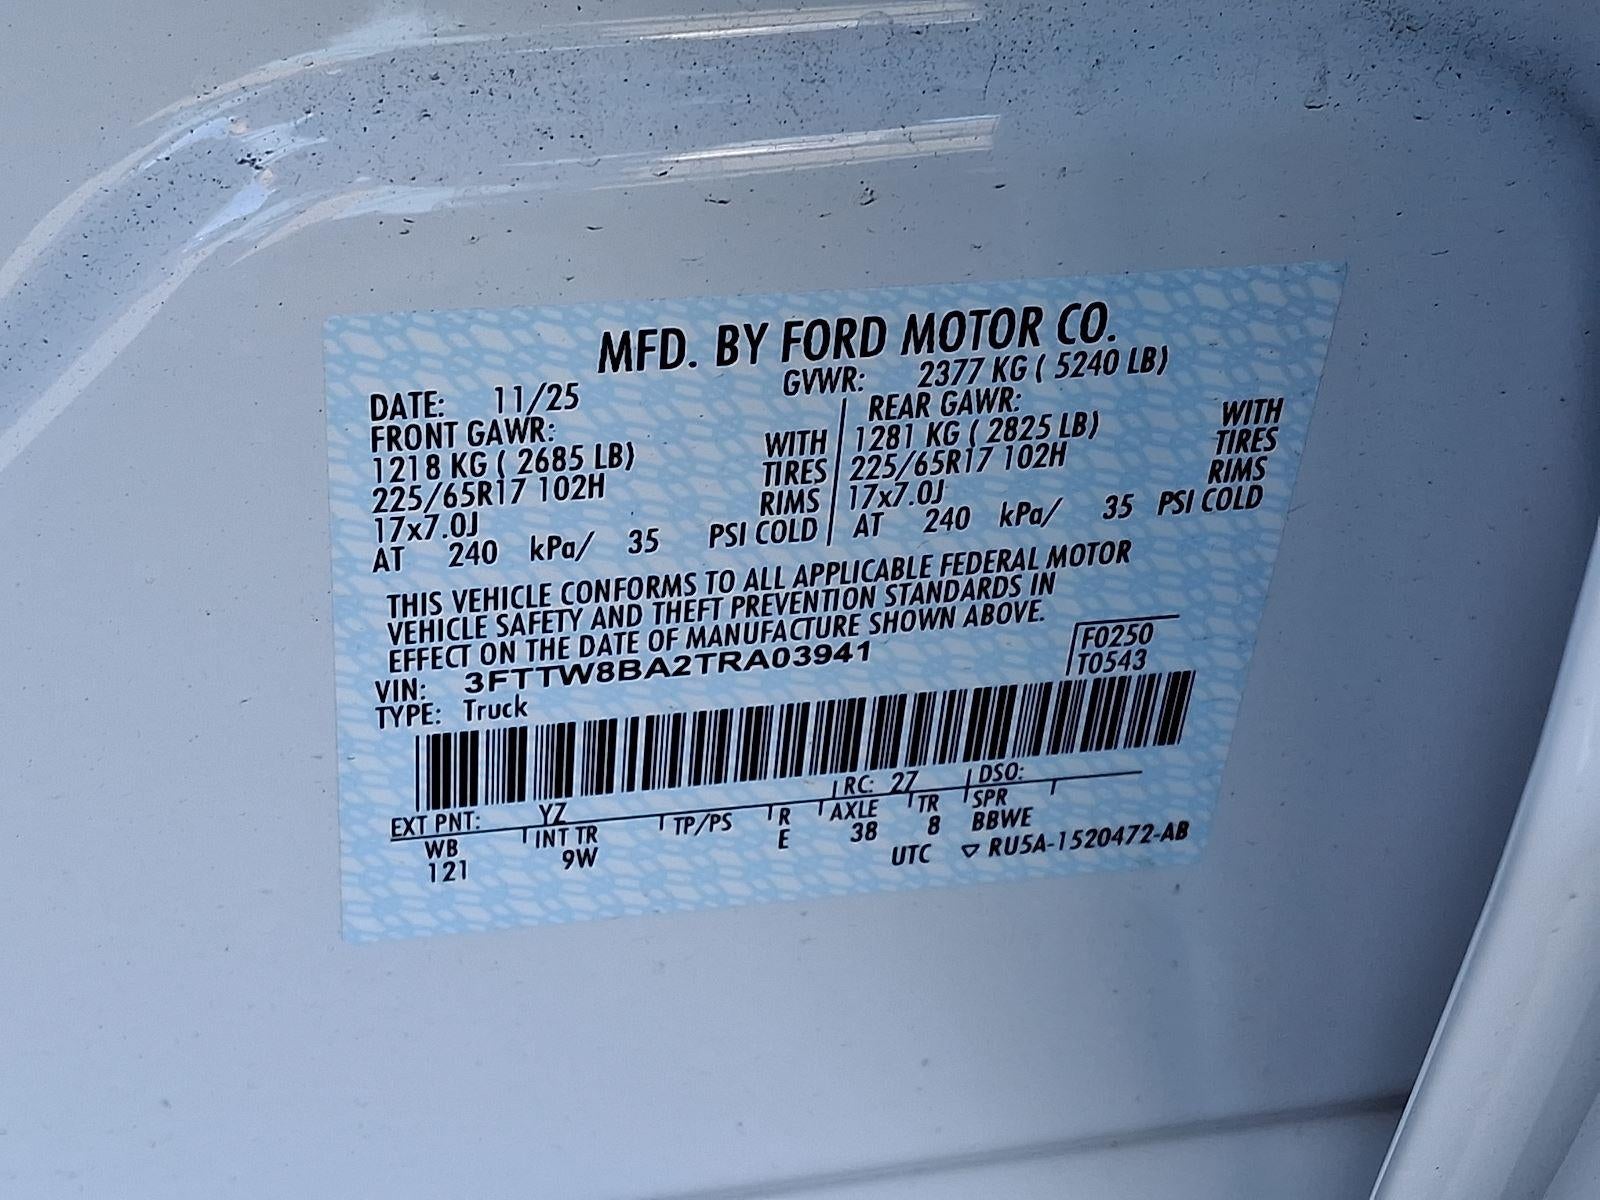 MFD. BY FORD MOTOR CO.
DATE: 11/25 GVWR: 2377 KG ( 5240 LB)
FRONT GAWR: REAR GAWR:
1218 KG ( 2685 LB) WITH 1281 KG ( 2825 LB) WITH
225/65R17 102H TIRES 225/65R17 102H TIRES
17x7.0J RIMS 17x7.0J RIMS
AT 240 kPa/ 35 PSI COLD AT 240 kPa/ 35 PSI COLD
THIS VEHICLE CONFORMS TO ALL APPLICABLE FEDERAL MOTOR
VEHICLE SAFETY AND THEFT PREVENTION STANDARDS IN
EFFECT ON THE DATE OF MANUFACTURE SHOWN ABOVE.
VIN: 3FTTW8BA2TRA03941 F0250
TYPE: Truck T0543
EXT PNT: YZ RC: 27 DSO:
WB INT TR TP/PS R AXLE TR SPR
121 9W E 38 8 BBWE
UTC ▽ RU5A-1520472-AB